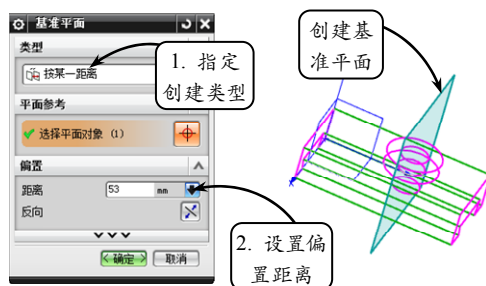 基准平面
类型
按某一距离
1. 指定
创建类型
平面参考
选择平面对象 (1)
偏置
距离
53
mm
反向
2. 设置偏
置距离
确定
取消
创建基
准平面